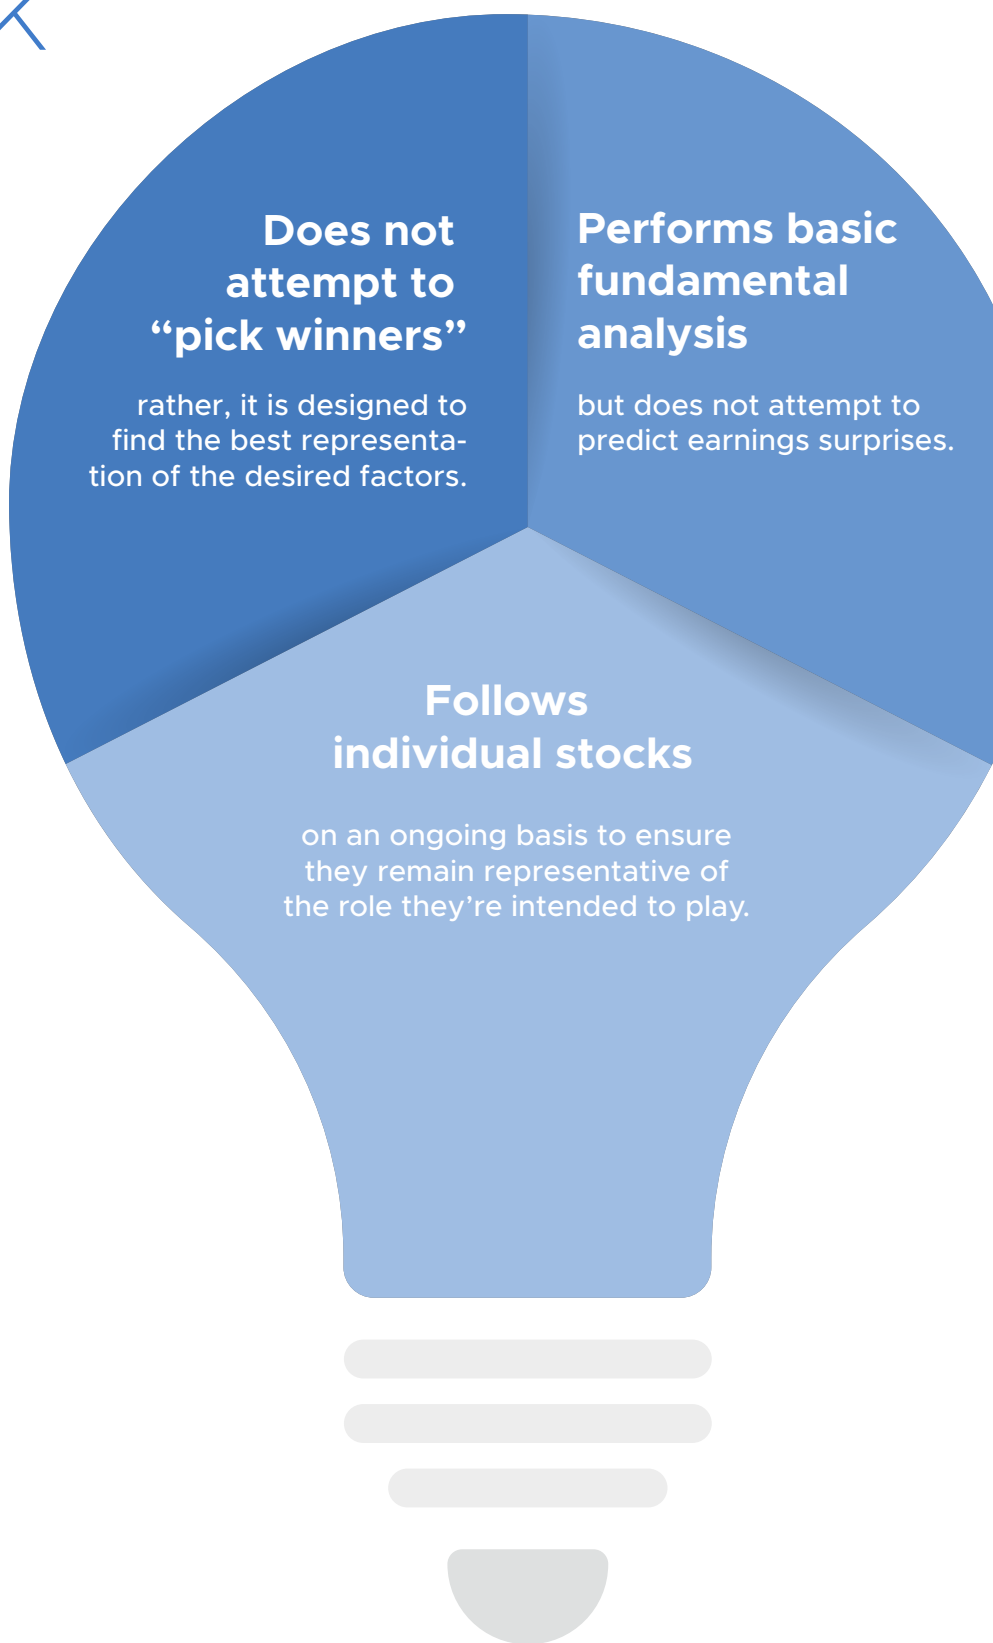 Does not
attempt to
“pick winners”
rather, it is designed to
find the best representa-
tion of the desired factors.
Performs basic
fundamental
analysis
but does not attempt to
predict earnings surprises.
Follows
individual stocks
on an ongoing basis to ensure
they remain representative of
the role they’re intended to play.